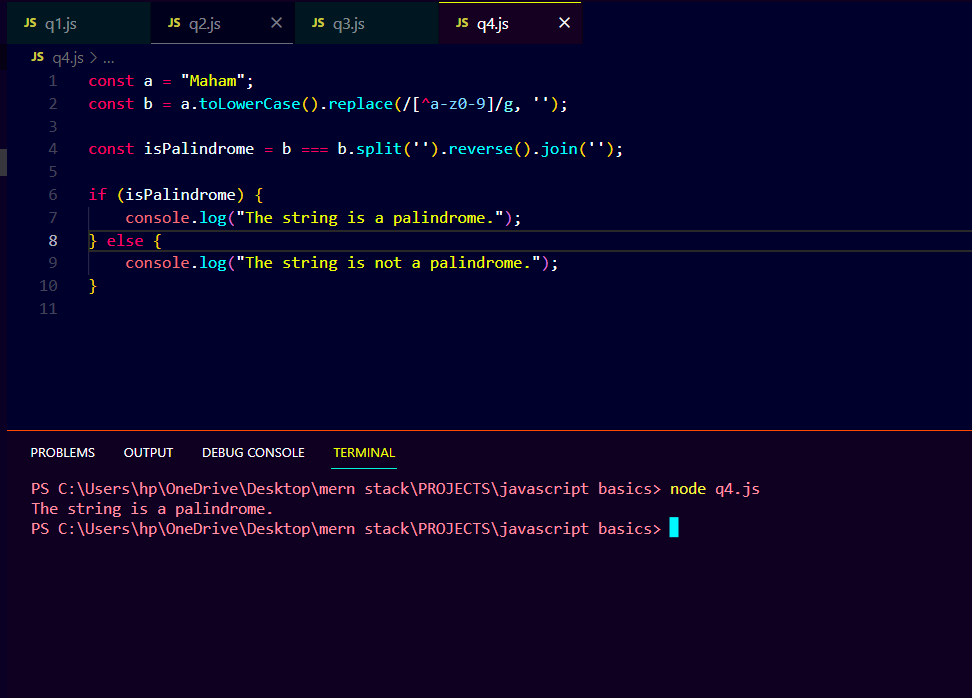 JS q1.js JS q2.js × JS q3.js JS q4.js ×
JS q4.js > ...
1 const a = "Maham";
2 const b = a.toLowerCase().replace(/[^a-z0-9]/g, '');
3
4 const isPalindrome = b === b.split('').reverse().join('');
5
6 if (isPalindrome) {
7     console.log("The string is a palindrome.");
8 } else {
9     console.log("The string is not a palindrome.");
10 }
11
PROBLEMS OUTPUT DEBUG CONSOLE TERMINAL
PS C:\Users\hp\OneDrive\Desktop\mern stack\PROJECTS\javascript basics> node q4.js
The string is a palindrome.
PS C:\Users\hp\OneDrive\Desktop\mern stack\PROJECTS\javascript basics>